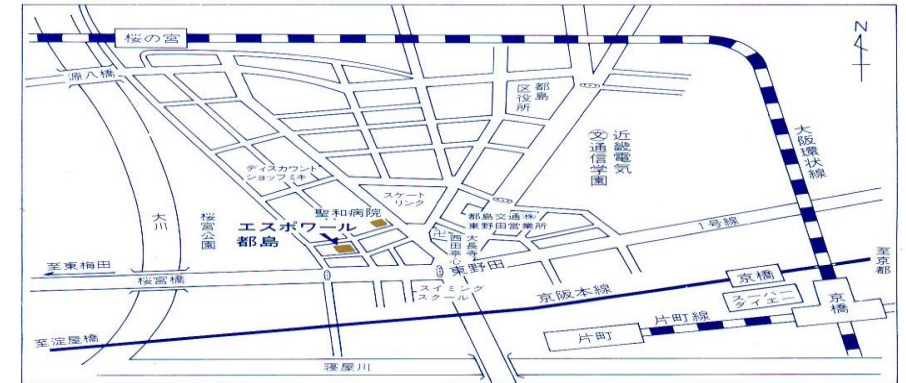 桜の宮
N
源八橋
都島
区役所
近畿電気
㊛通信学園
大阪環状線
ディスカウント
ショップミキ
スケート
リンク
聖和病院
都島交通㈱
東野田営業所
1号線
大川
桜宮公園
エスポワール
都島
卍
大長寺
至東梅田
桜宮橋
東野田
スイミング
スクール
京阪本線
京橋
至京都
スーパー
ダイエー
京橋
片町線
片町
至淀屋橋
寝屋川